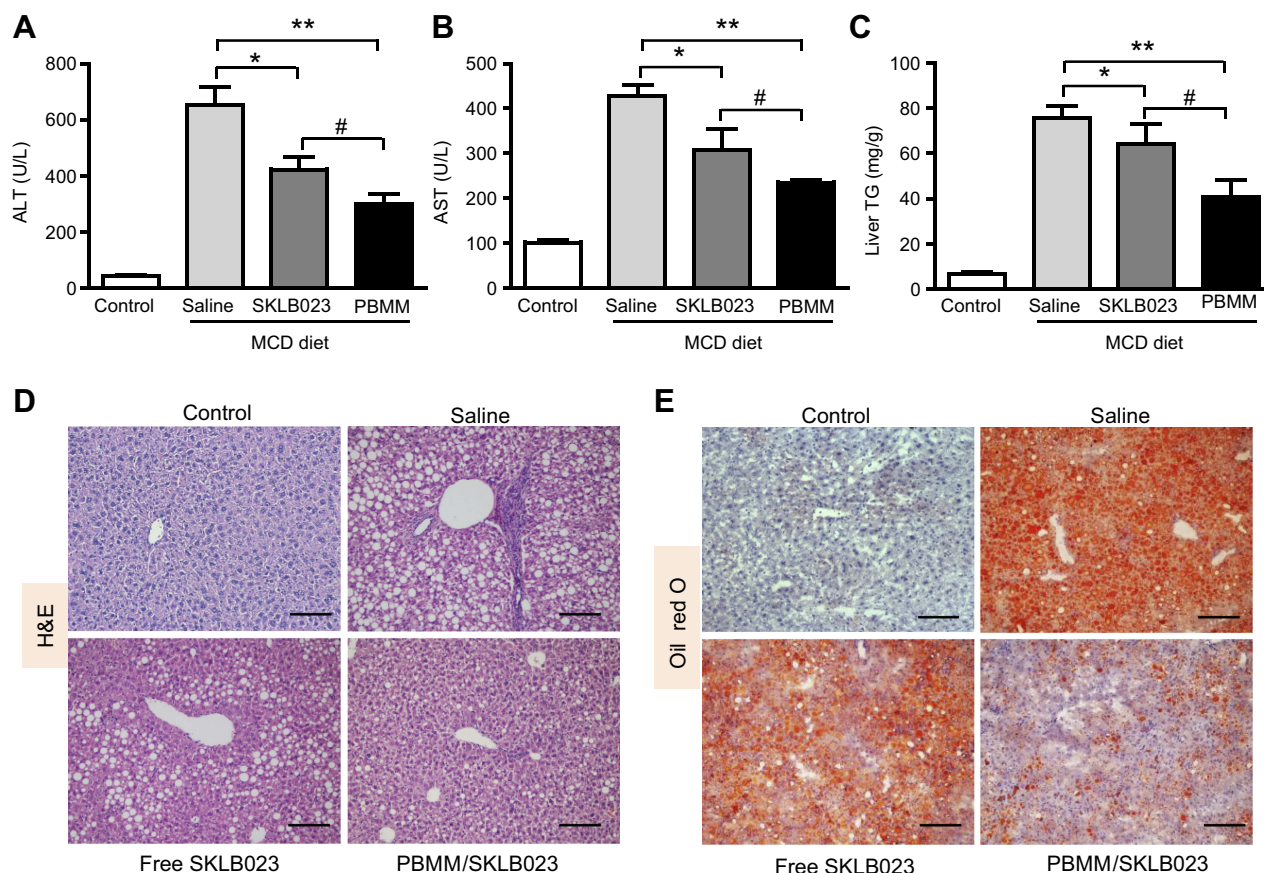 A
ALT (U/L)
800
600
400
200
0
**
*
#
Control Saline SKLB023 PBMM
MCD diet
B
AST (U/L)
500
400
300
200
100
0
**
*
#
Control Saline SKLB023 PBMM
MCD diet
C
Liver TG (mg/g)
100
80
60
40
20
0
**
*
#
Control Saline SKLB023 PBMM
MCD diet
D
H&E
Control Saline
Free SKLB023 PBMM/SKLB023
E
Oil red O
Control Saline
Free SKLB023 PBMM/SKLB023